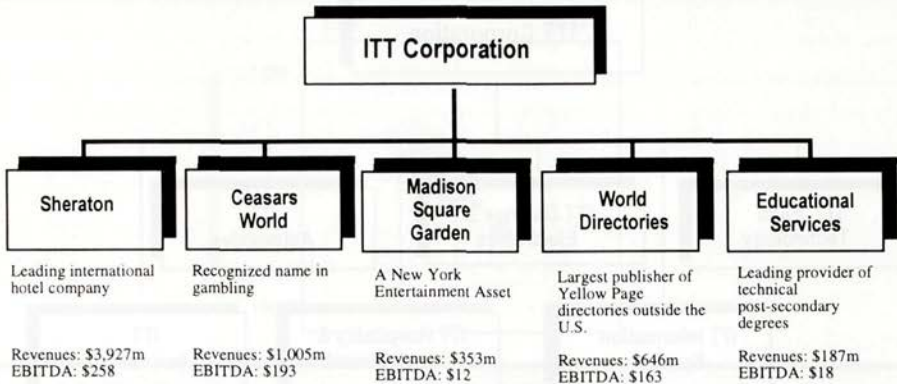 ITT Corporation
Sheraton
Ceasars
World
Madison
Square
Garden
World
Directories
Educational
Services
Leading international
hotel company
Recognized name in
gambling
A New York
Entertainment Asset
Largest publisher of
Yellow Page
directories outside the
U.S.
Leading provider of
technical
post-secondary
degrees
Revenues: $3,927m
EBITDA: $258
Revenues: $1,005m
EBITDA: $193
Revenues: $353m
EBITDA: $12
Revenues: $646m
EBITDA: $163
Revenues: $187m
EBITDA: $18